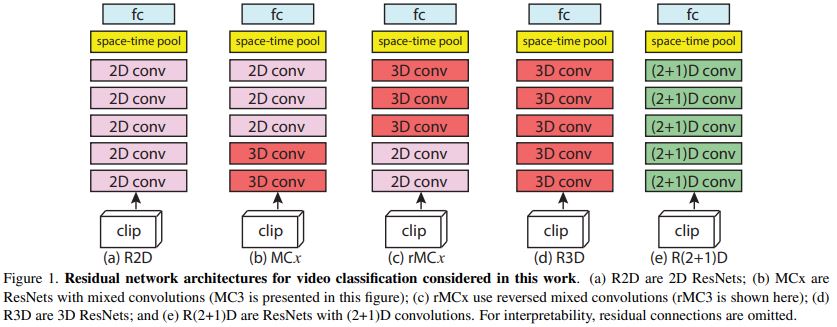 fc fc fc fc fc
space-time pool space-time pool space-time pool space-time pool space-time pool
2D conv 2D conv 3D conv 3D conv (2+1)D conv
2D conv 2D conv 3D conv 3D conv (2+1)D conv
2D conv 2D conv 3D conv 3D conv (2+1)D conv
2D conv 3D conv 2D conv 3D conv (2+1)D conv
2D conv 3D conv 2D conv 3D conv (2+1)D conv
clip clip clip clip clip
(a) R2D (b) MCx (c) rMCx (d) R3D (e) R(2+1)D
Figure 1. Residual network architectures for video classification considered in this work. (a) R2D are 2D ResNets; (b) MCx are
ResNets with mixed convolutions (MC3 is presented in this figure); (c) rMCx use reversed mixed convolutions (rMC3 is shown here); (d)
R3D are 3D ResNets; and (e) R(2+1)D are ResNets with (2+1)D convolutions. For interpretability, residual connections are omitted.